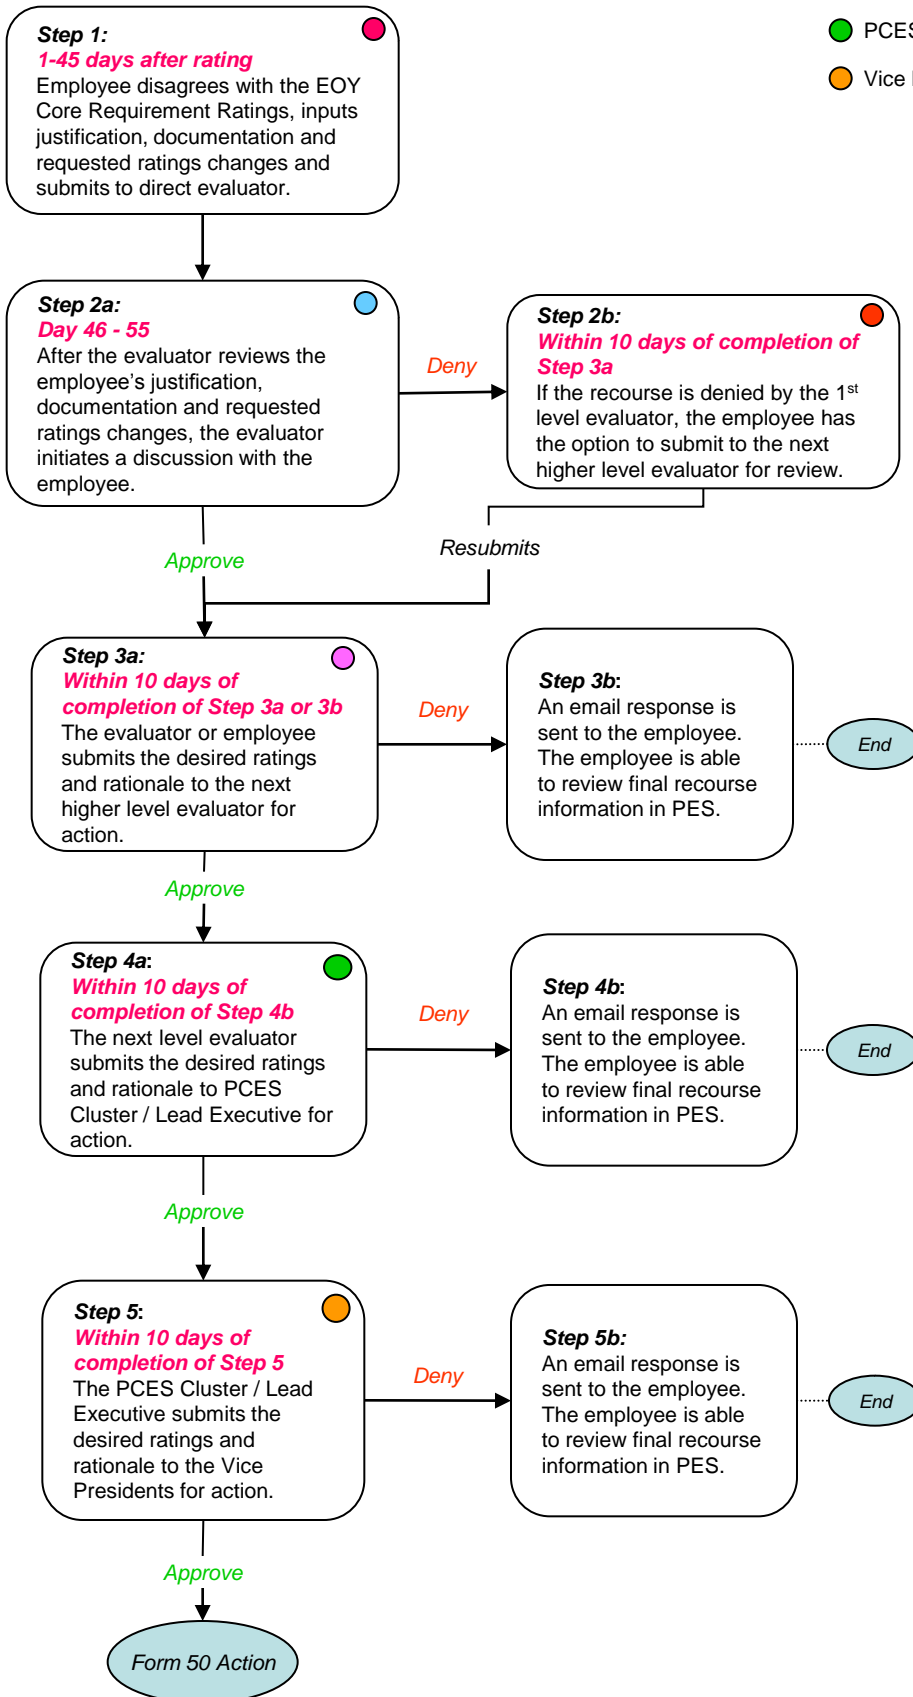 Step 1:
1-45 days after rating
Employee disagrees with the EOY
Core Requirement Ratings, inputs
justification, documentation and
requested ratings changes and
submits to direct evaluator.
PCES
Vice
Step 2a:
Day 46 - 55
After the evaluator reviews the
employee's justification,
documentation and requested
ratings changes, the evaluator
initiates a discussion with the
employee.
Deny
Step 2b:
Within 10 days of completion of
Step 3a
If the recourse is denied by the 1st
level evaluator, the employee has
the option to submit to the next
higher level evaluator for review.
Approve
Resubmits
Step 3a:
Within 10 days of
completion of Step 3a or 3b
The evaluator or employee
submits the desired ratings
and rationale to the next
higher level evaluator for
action.
Deny
Step 3b:
An email response is
sent to the employee.
The employee is able
to review final recourse
information in PES.
End
Approve
Step 4a:
Within 10 days of
completion of Step 4b
The next level evaluator
submits the desired ratings
and rationale to PCES
Cluster / Lead Executive for
action.
Deny
Step 4b:
An email response is
sent to the employee.
The employee is able
to review final recourse
information in PES.
End
Approve
Step 5:
Within 10 days of
completion of Step 5
The PCES Cluster / Lead
Executive submits the
desired ratings and
rationale to the Vice
Presidents for action.
Deny
Step 5b:
An email response is
sent to the employee.
The employee is able
to review final recourse
information in PES.
End
Approve
Form 50 Action